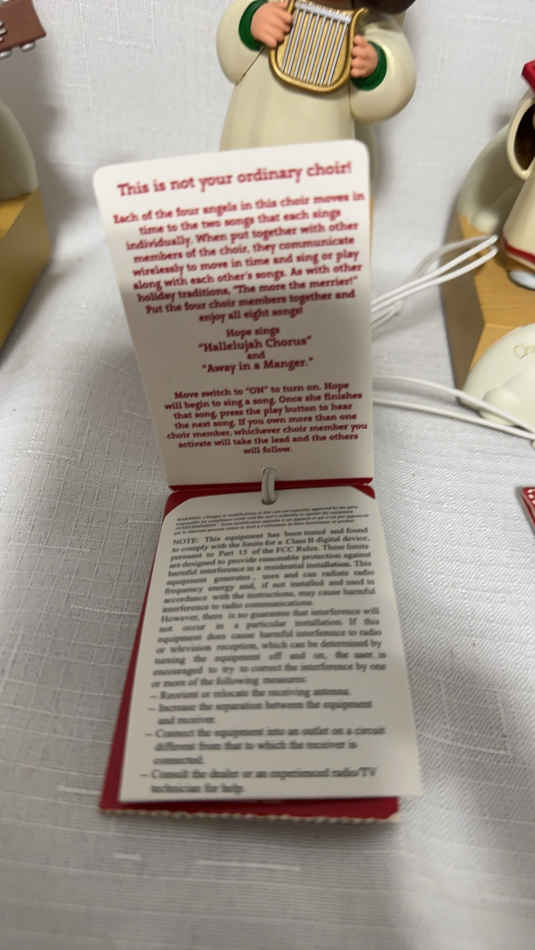 This is not your ordinary choir!
Each of the four angels in this choir moves in
time to the two songs that each sings
individually. When put together with other
members of the choir, they communicate
wirelessly to move in time and sing or play
along with each other's songs. As with other
holiday traditions, "The more the merrier!"
Put the four choir members together and
enjoy all eight songs!
Hope sings
"Hallelujah Chorus"
and
"Away in a Manger."
Move switch to "ON" to turn on. Hope
will begin to sing a song. Once she finishes
that song, press the play button to hear
the next song. If you own more than one
choir member, whichever choir member you
activate will take the lead and the others
will follow.
NOTE: This equipment has been tested and found
to comply with the limits for a Class B digital device,
pursuant to Part 15 of the FCC Rules. These limits
are designed to provide reasonable protection against
harmful interference in a residential installation. This
equipment generates, uses and can radiate radio
frequency energy and, if not installed and used in
accordance with the instructions, may cause harmful
interference to radio communications.
However, there is no guarantee that interference will
not occur in a particular installation. If this
equipment does cause harmful interference to radio
or television reception, which can be determined by
turning the equipment off and on, the user is
encouraged to try to correct the interference by one
or more of the following measures:
-- Reorient or relocate the receiving antenna.
-- Increase the separation between the equipment
and receiver.
-- Connect the equipment into an outlet on a circuit
different from that to which the receiver is
connected.
-- Consult the dealer or an experienced radio/TV
technician for help.